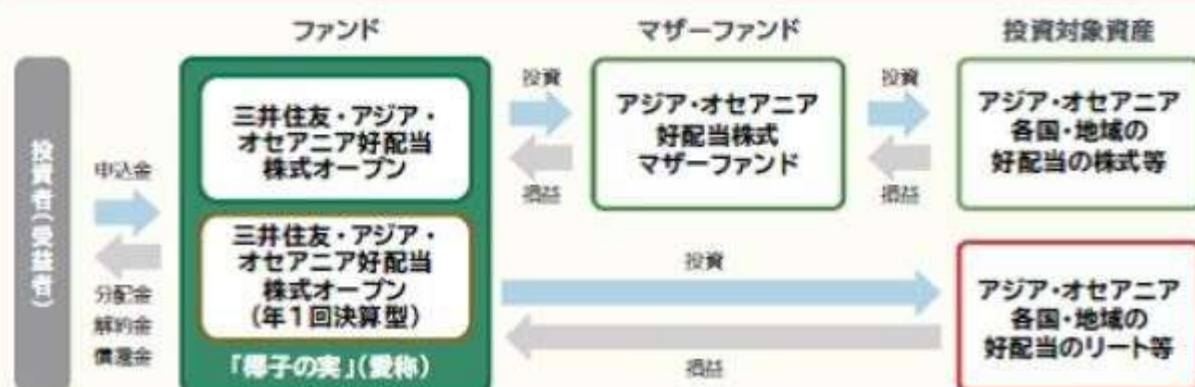 ファンド
マザーファンド
投資対象資産
投資者(受益者)
申込金
分配金
解約金
償還金
三井住友・アジア・
オセアニア好配当
株式オープン
三井住友・アジア・
オセアニア好配当
株式オープン
(年1回決算型)
「椰子の実」(愛称)
投資
損益
アジア・オセアニア
好配当株式
マザーファンド
投資
損益
アジア・オセアニア
各国・地域の
好配当の株式等
投資
損益
アジア・オセアニア
各国・地域の
好配当のリート等